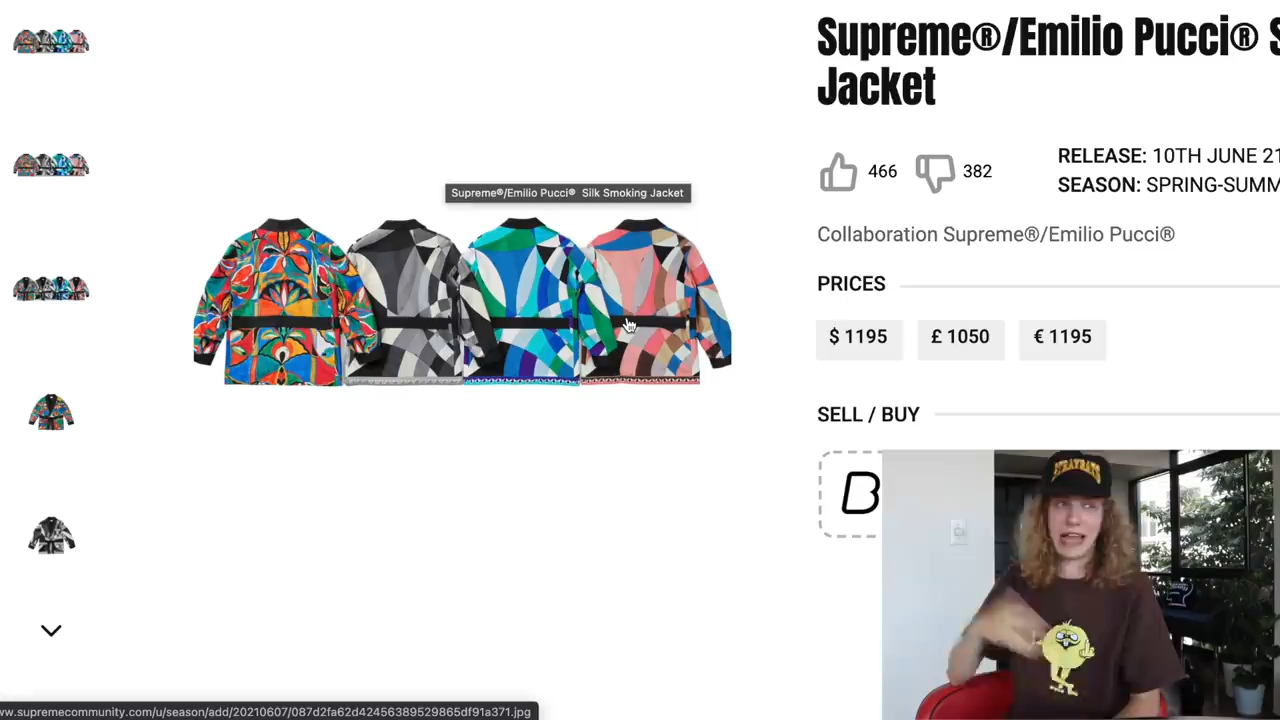 Supreme®/Emilio Pucci® S
Jacket
466
382
RELEASE: 10TH JUNE 21
SEASON: SPRING-SUMM
Supreme®/Emilio Pucci® Silk Smoking Jacket
Collaboration Supreme®/Emilio Pucci®
PRICES
$ 1195
£ 1050
€ 1195
SELL / BUY
B
STRAYRATS
w.supremecommunity.com/u/season/add/20210607/087d2fa62d42456389529865df91a371.jpg